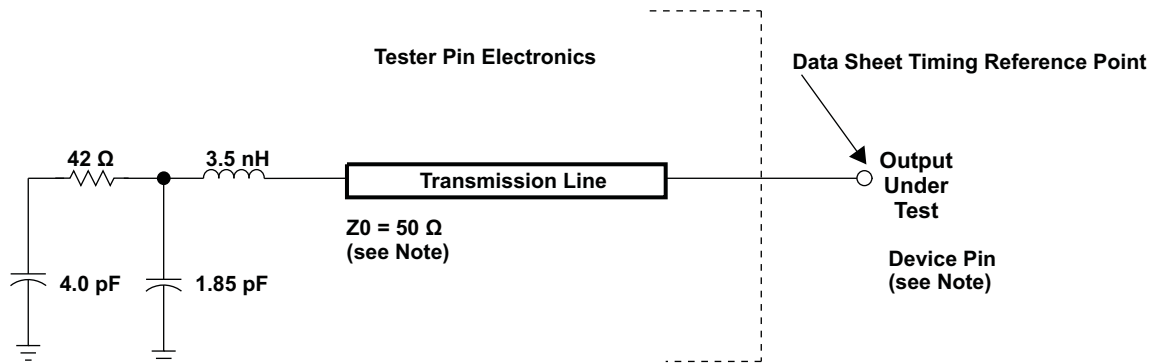 Tester Pin Electronics
Data Sheet Timing Reference Point
42 Ω
3.5 nH
Transmission Line
Output
Under
Test
Z0 = 50 Ω
(see Note)
Device Pin
(see Note)
4.0 pF
1.85 pF